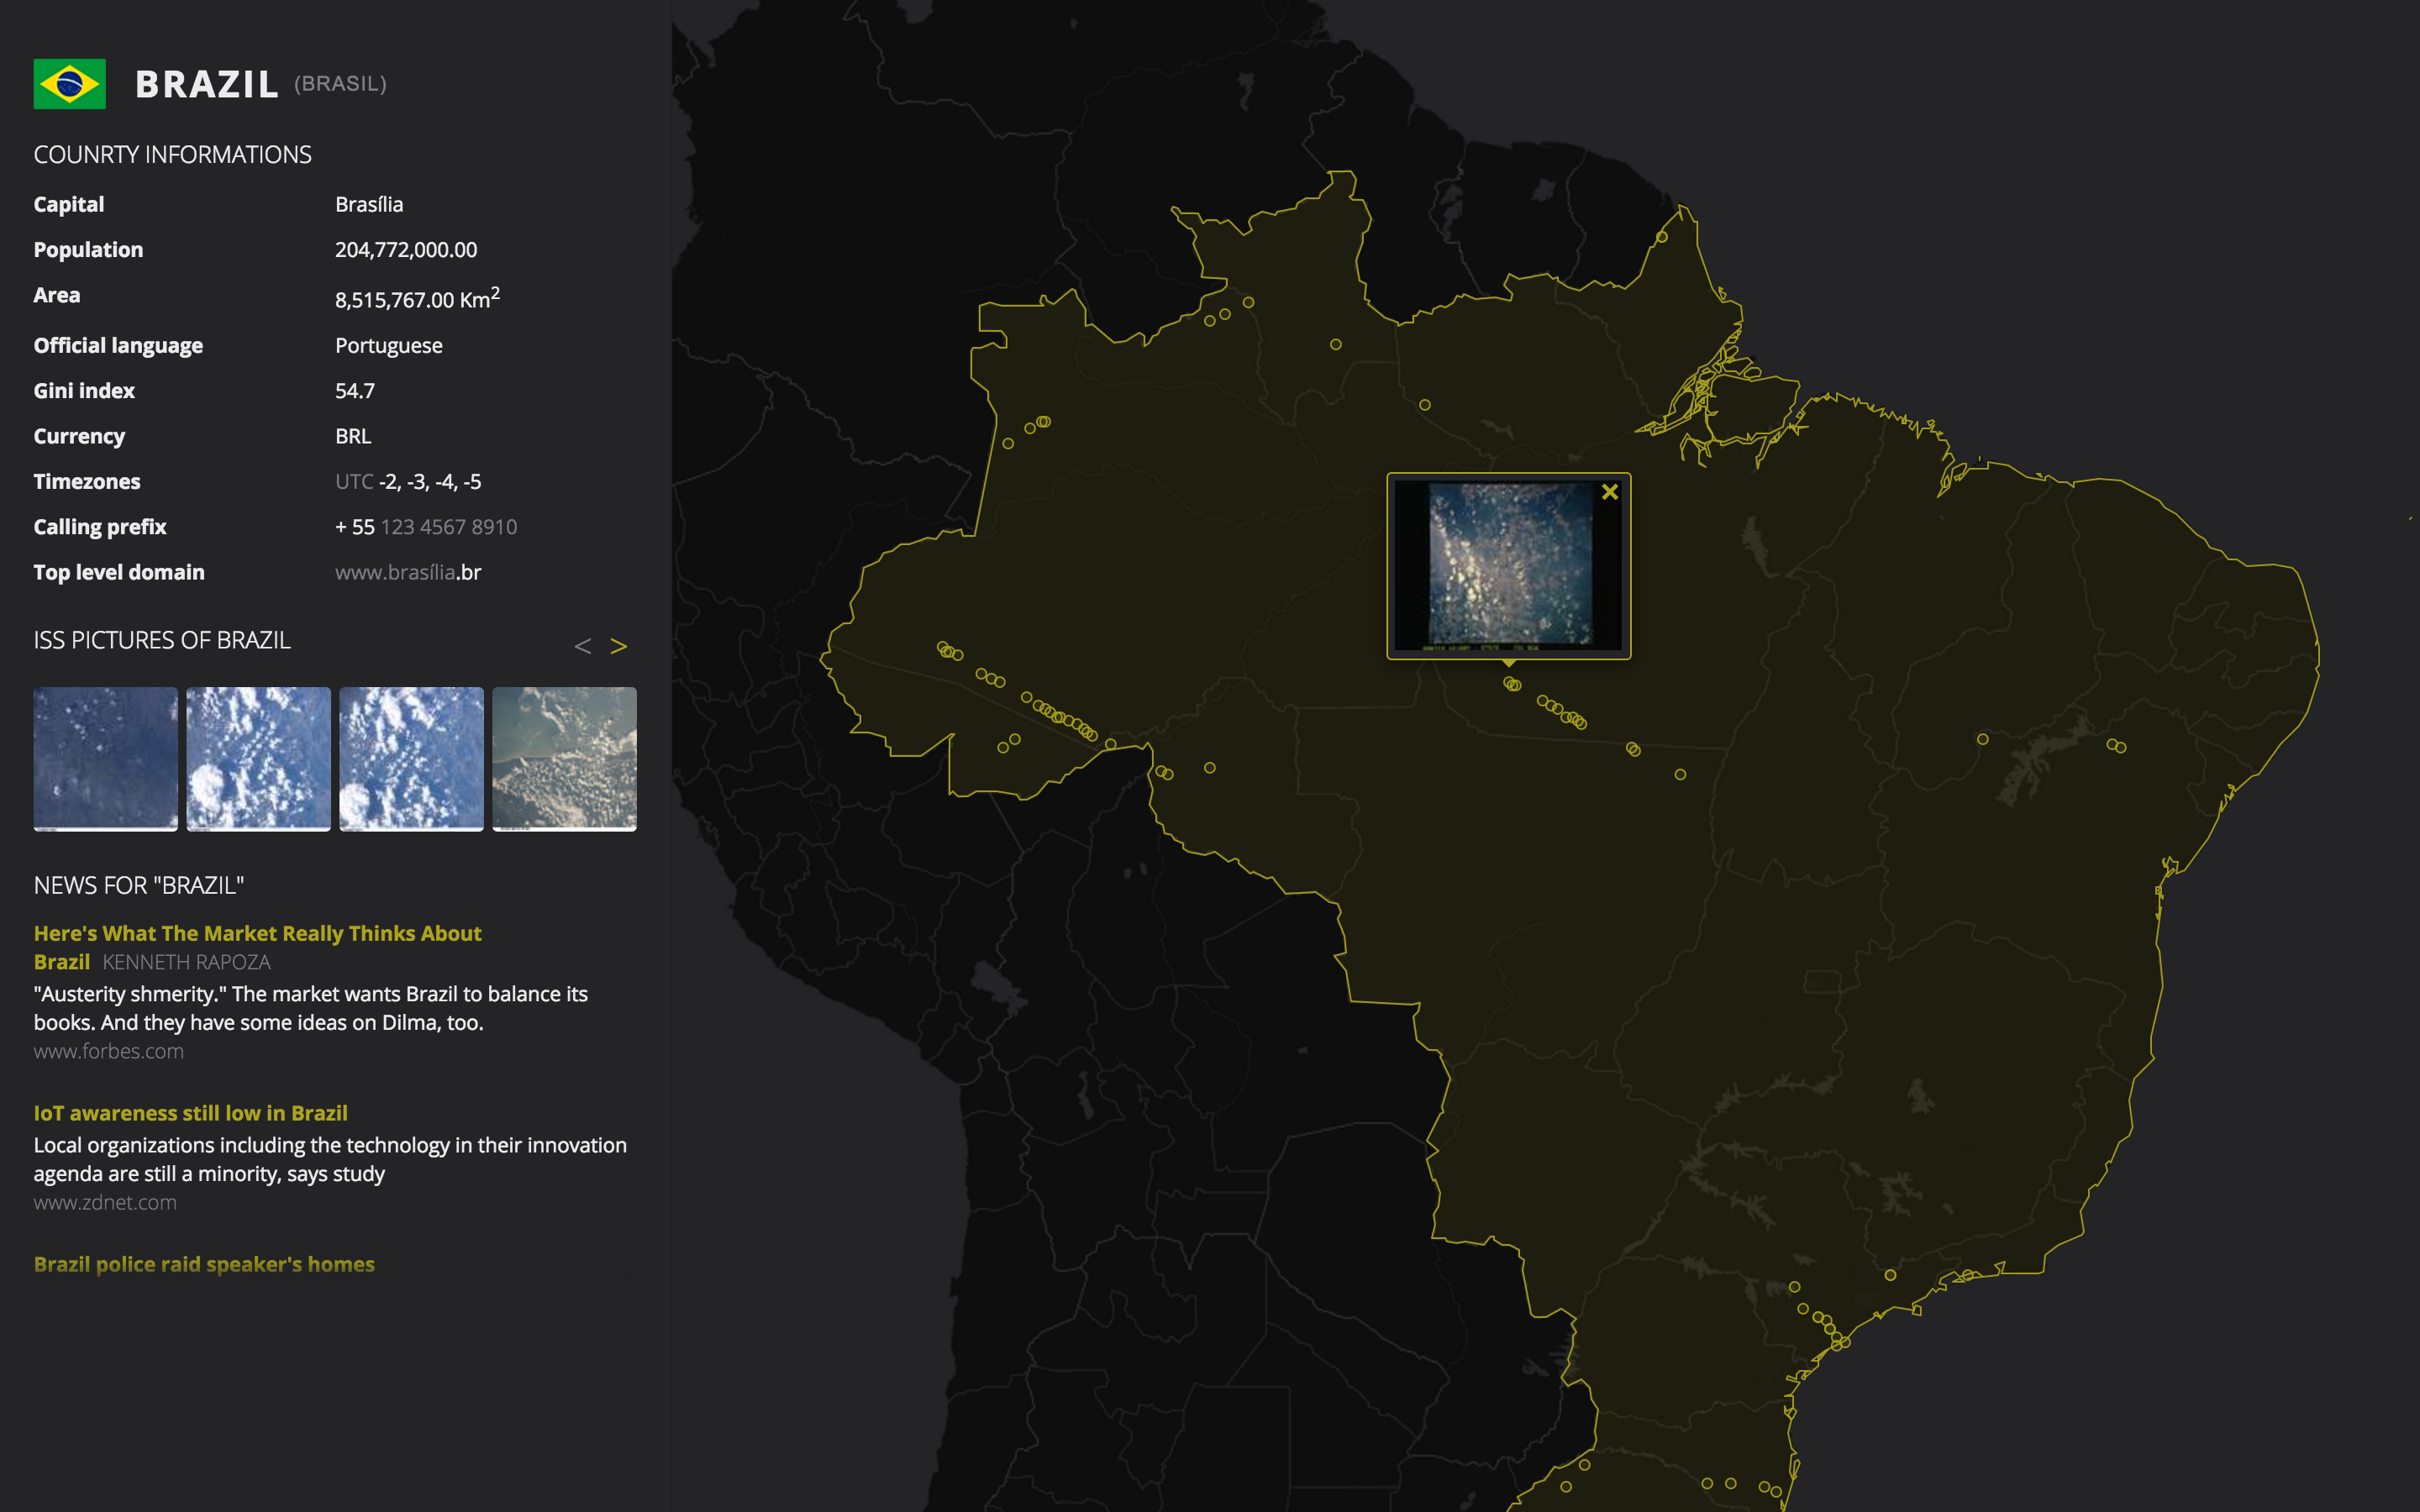 BRAZIL (BRASIL)
COUNRTY INFORMATIONS
Capital Brasília
Population 204,772,000.00
Area 8,515,767.00 Km²
Official language Portuguese
Gini index 54.7
Currency BRL
Timezones UTC -2, -3, -4, -5
Calling prefix + 55 123 4567 8910
Top level domain www.brasília.br
ISS PICTURES OF BRAZIL < >
NEWS FOR "BRAZIL"
Here's What The Market Really Thinks About
Brazil KENNETH RAPOZA
"Austerity shmerity." The market wants Brazil to balance its
books. And they have some ideas on Dilma, too.
www.forbes.com
IoT awareness still low in Brazil
Local organizations including the technology in their innovation
agenda are still a minority, says study
www.zdnet.com
Brazil police raid speaker's homes